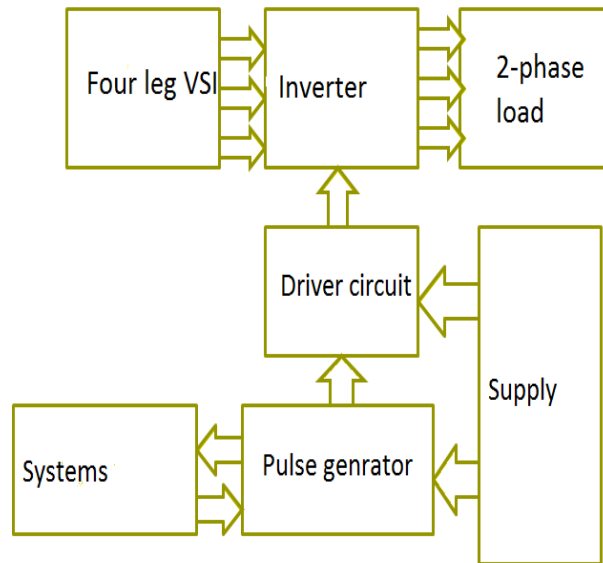 Four leg VSI
Inverter
2-phase
load
Driver circuit
Supply
Systems
Pulse genrator